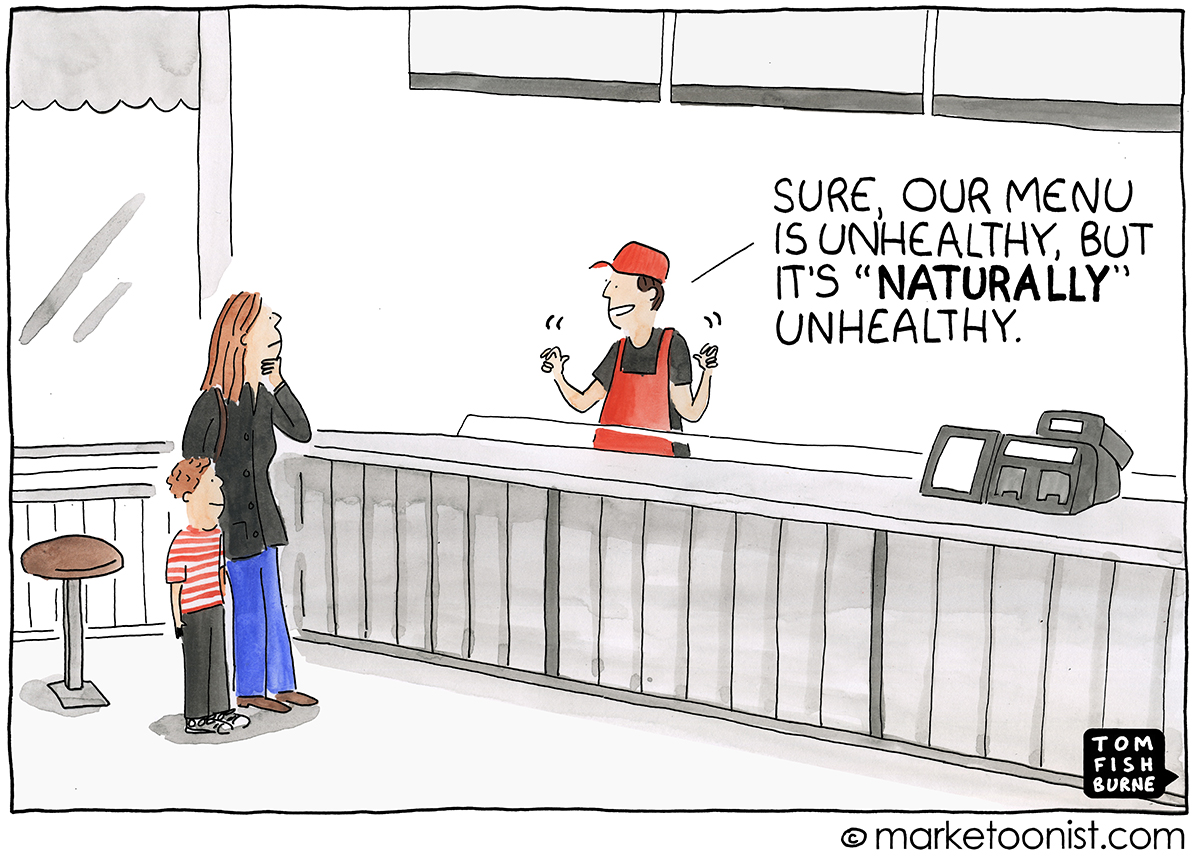 SURE, OUR MENU
IS UNHEALTHY, BUT
IT'S "NATURALLY"
UNHEALTHY.
TOM
FISH
BURNE
© marketoonist.com